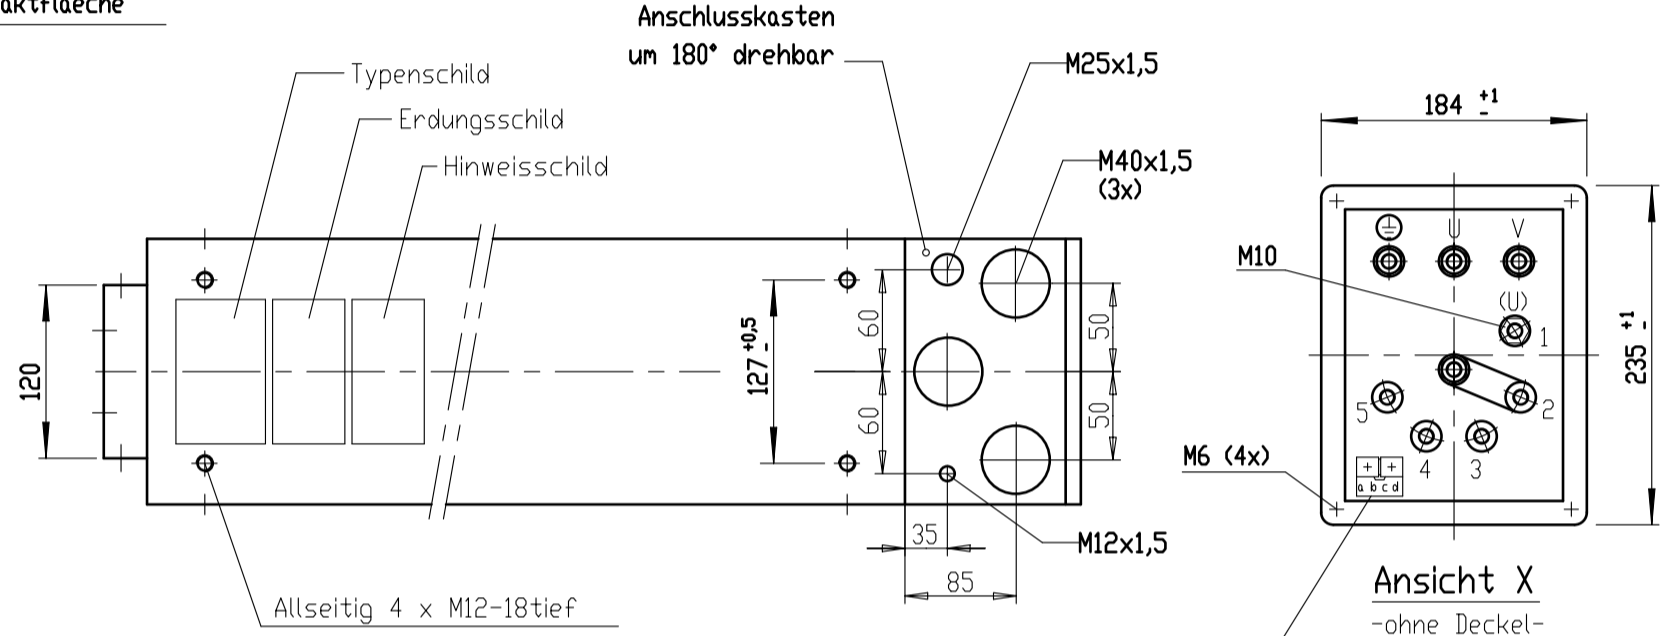 aktflaeche
Anschlusskasten
um 180° drehbar
Typenschild
Erdungsschild
Hinweisschild
M25x1,5
M40x1,5
(3x)
120
127 +0,5
-
60
60
50
50
35
85
M12x1,5
Allseitig 4 x M12-18tief
184 +1
-
235 +1
-
U V
(U)
M10
1
2
3
4
5
M6 (4x)
+ +
a b c d
Ansicht X
-ohne Deckel-